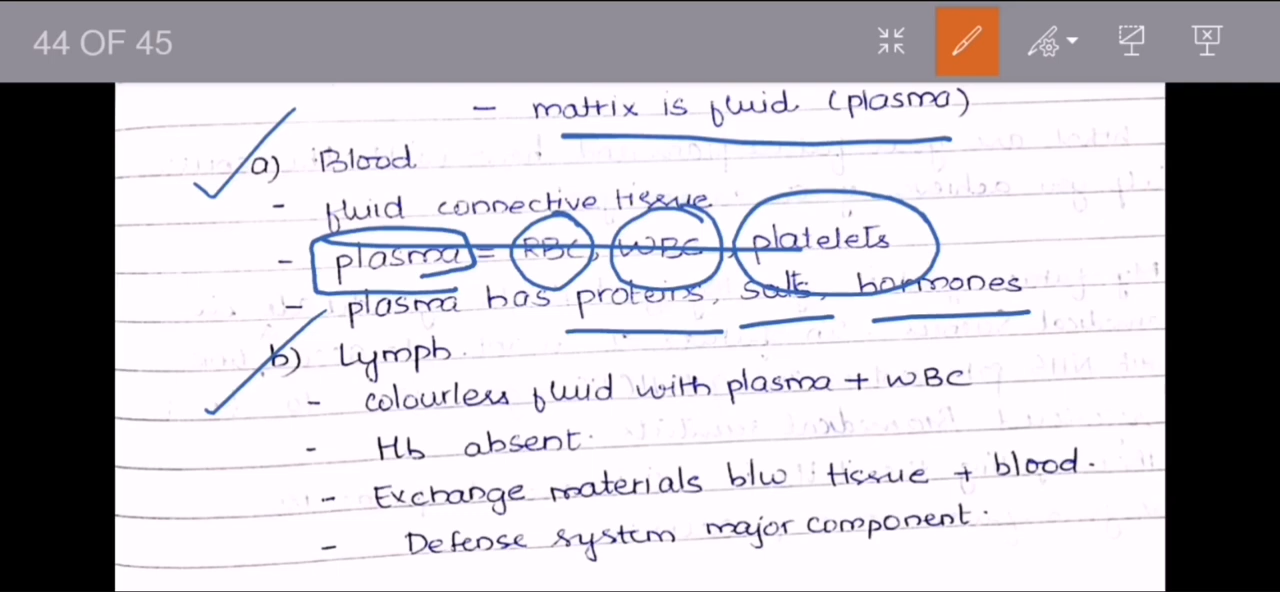 44 OF 45
- matrix is fluid (plasma)
a) Blood
- fluid connective tissue
- plasma = RBC, WBC, platelets
- plasma has proteins, salts, hormones
b) Lymph
- colourless fluid with plasma + WBC
- Hb absent.
- Exchange materials b/w tissue + blood.
- Defense system major component.